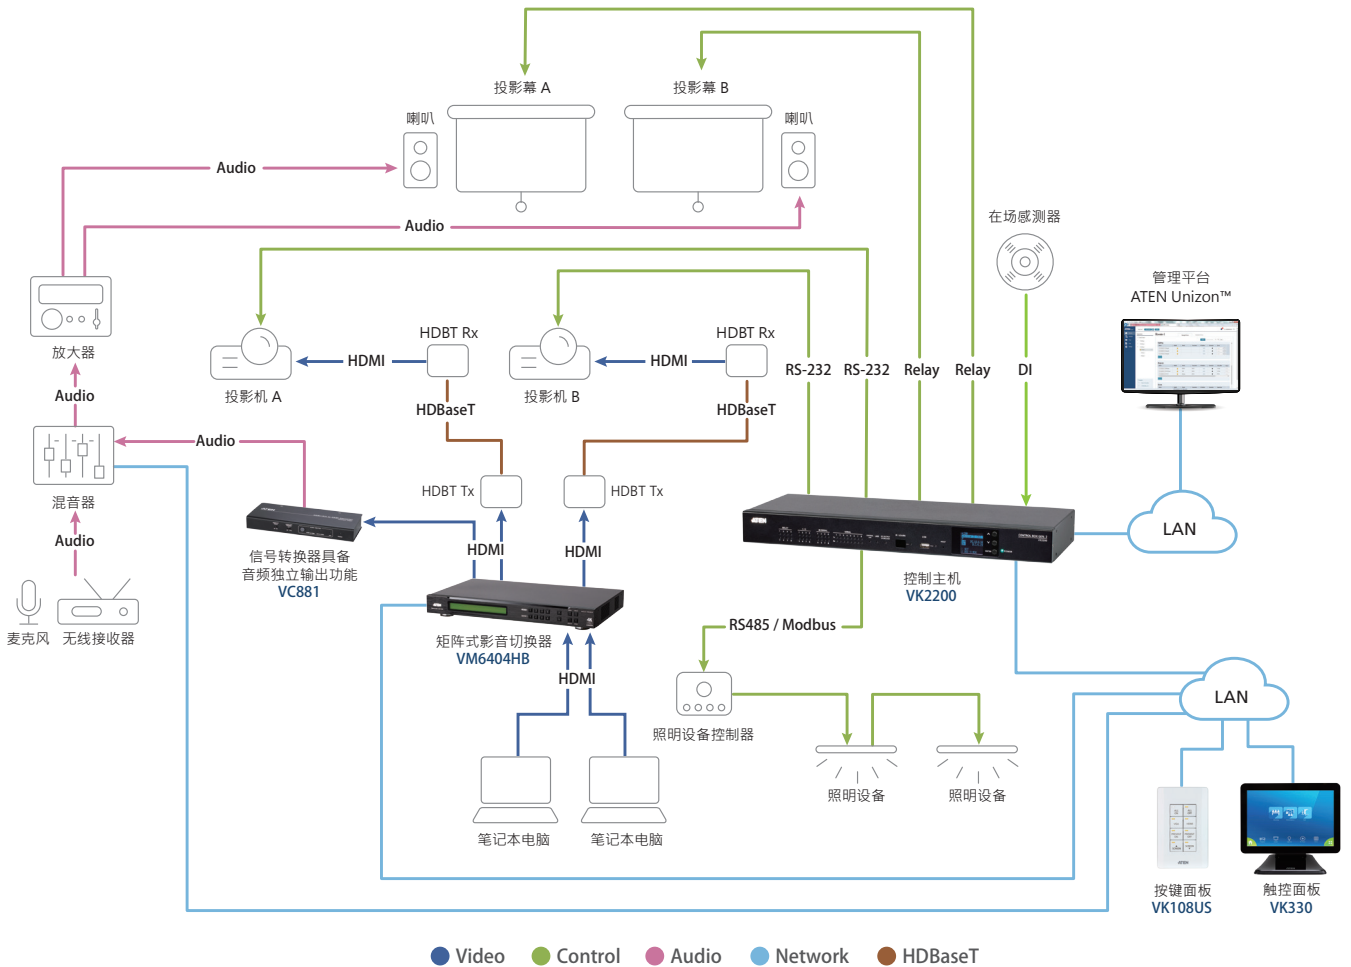 投影幕 A
投影幕 B
喇叭
喇叭
Audio
在场感测器
Audio
管理平台
ATEN Unizon™
HDBT Rx
HDBT Rx
放大器
HDMI
HDMI
RS-232
RS-232
Relay
Relay
DI
Audio
投影机 A
投影机 B
HDBaseT
HDBaseT
Audio
混音器
HDBT Tx
HDBT Tx
ATEN
LAN
Audio
HDMI
HDMI
信号转换器具备
音频独立输出功能
VC881
控制主机
VK2200
麦克风
无线接收器
矩阵式影音切换器
VM6404HB
RS485 / Modbus
HDMI
LAN
照明设备控制器
照明设备
照明设备
笔记本电脑
笔记本电脑
ATEN
按键面板
VK108US
触控面板
VK330
Video
Control
Audio
Network
HDBaseT